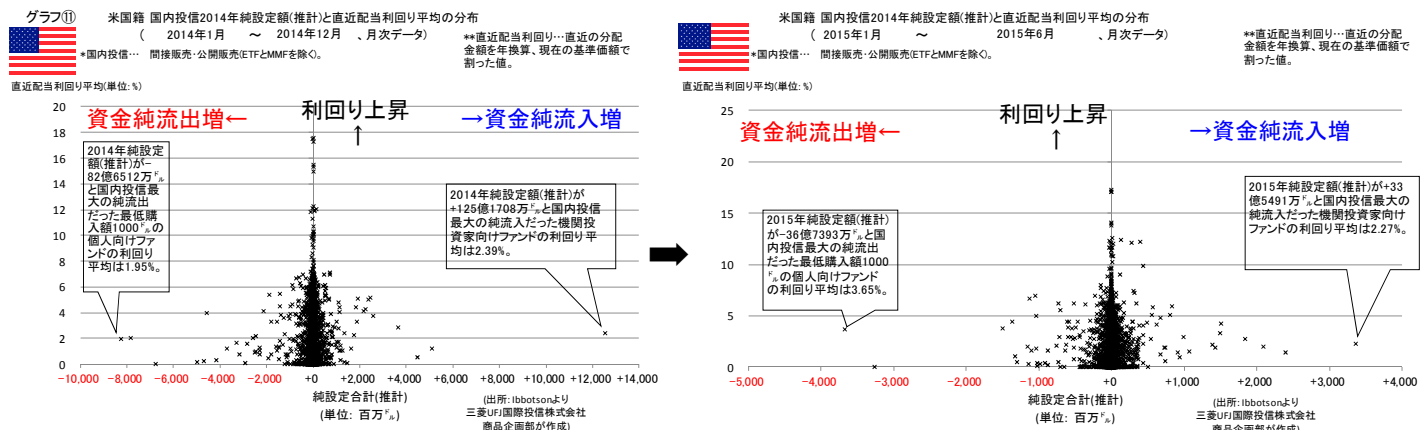 グラフ⑪
米国籍 国内投信2014年純設定額(推計)と直近配当利回り平均の分布
( 2014年1月 ～ 2014年12月 、月次データ)
*国内投信… 間接販売・公開販売(ETFとMMFを除く)。
**直近配当利回り…直近の分配
金額を年換算、現在の基準価額で
割った値。
直近配当利回り平均(単位:%)
資金純流出増←
利回り上昇
↑
→資金純流入増
2014年純設定
額(推計)が-
82億6512万㌦
と国内投信最
大の純流出
だった最低購
入額1000㌦の
個人向けファ
ンドの利回り
平均は1.95%。
2014年純設定額(推計)が
+125億1708万㌦と国内投信
最大の純流入だった機関投
資家向けファンドの利回り平
均は2.39%。
20
18
16
14
12
10
8
6
4
2
0
-10,000 -8,000 -6,000 -4,000 -2,000 +0 +2,000 +4,000 +6,000 +8,000 +10,000 +12,000 +14,000
純設定合計(推計)
(単位: 百万㌦)
(出所: Ibbotsonより
三菱UFJ国際投信株式会社
商品企画部が作成)
米国籍 国内投信2014年純設定額(推計)と直近配当利回り平均の分布
( 2015年1月 ～ 2015年6月 、月次データ)
*国内投信… 間接販売・公開販売(ETFとMMFを除く)。
**直近配当利回り…直近の分配
金額を年換算、現在の基準価額で
割った値。
直近配当利回り平均(単位:%)
資金純流出増←
利回り上昇
↑
→資金純流入増
2015年純設定額(推計)
が-36億7393万㌦と国
内投信最大の純流出
だった最低購入額1000
㌦の個人向けファンド
の利回り平均は3.65%。
2015年純設定額(推計)が+33
億5491万㌦と国内投信最大の
純流入だった機関投資家向け
ファンドの利回り平均は2.27%。
25
20
15
10
5
0
-5,000 -4,000 -3,000 -2,000 -1,000 +0 +1,000 +2,000 +3,000 +4,000
純設定合計(推計)
(単位: 百万㌦)
(出所: Ibbotsonより
三菱UFJ国際投信株式会社
商品企画部が作成)